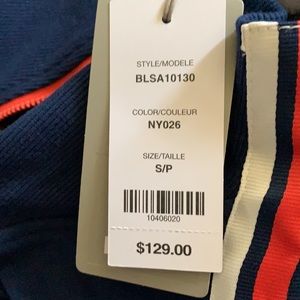 STYLE/MODELE
BLSA10130
COLOR/COULEUR
NY026
SIZE/TAILLE
S/P
10406020
$129.00